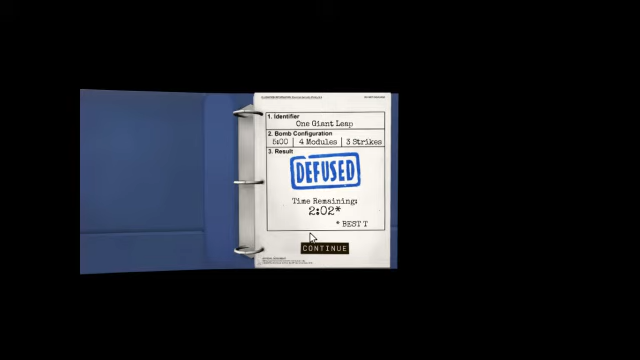 1. Identifier
One Giant Leap
2. Bomb Configuration
5:00 4 Modules 3 Strikes
3. Result
DEFUSED
Time Remaining:
2:02*
* BEST T
CONTINUE